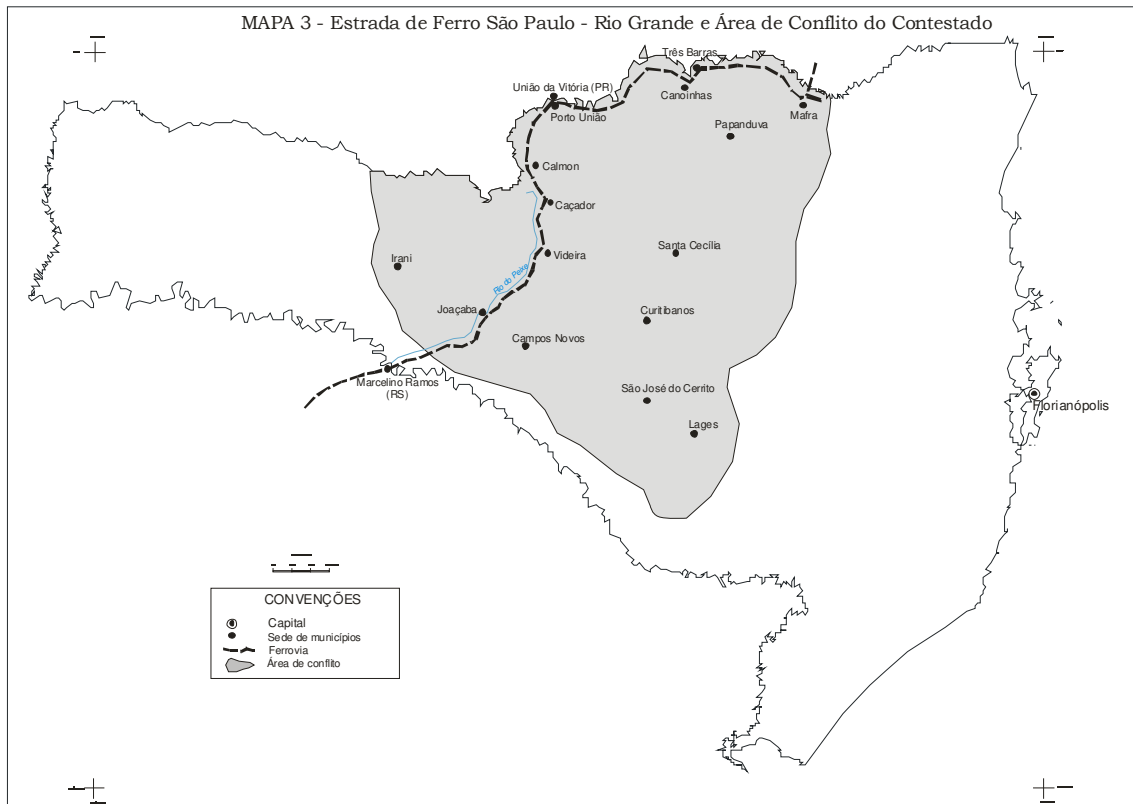 MAPA 3 - Estrada de Ferro São Paulo - Rio Grande e Área de Conflito do Contestado
Três Barras
União da Vitória (PR)
Canoinhas
Porto União
Mafra
Papanduva
Calmon
Caçador
Santa Cecília
Videira
Irani
Rio do Peixe
Joaçaba
Curitibanos
Campos Novos
Marcelino Ramos
(RS)
São José do Cerrito
Florianópolis
Lages
CONVENÇÕES
Capital
Sede de municípios
Ferrovia
Área de conflito